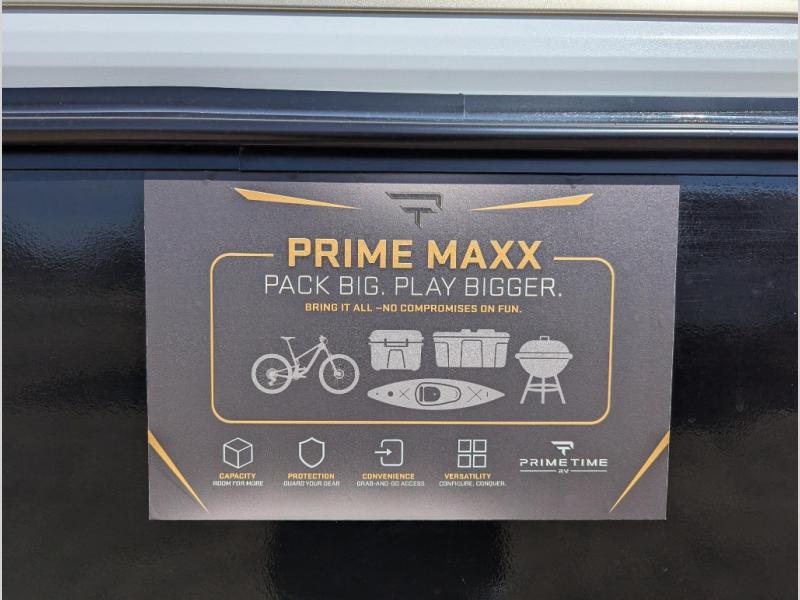 PRIME MAXX
PACK BIG. PLAY BIGGER.
BRING IT ALL –NO COMPROMISES ON FUN.
CAPACITY
ROOM FOR MORE
PROTECTION
GUARD YOUR GEAR
CONVENIENCE
GRAB-AND-GO ACCESS
VERSATILITY
CONFIGURE. CONQUER.
PRIME TIME
RV